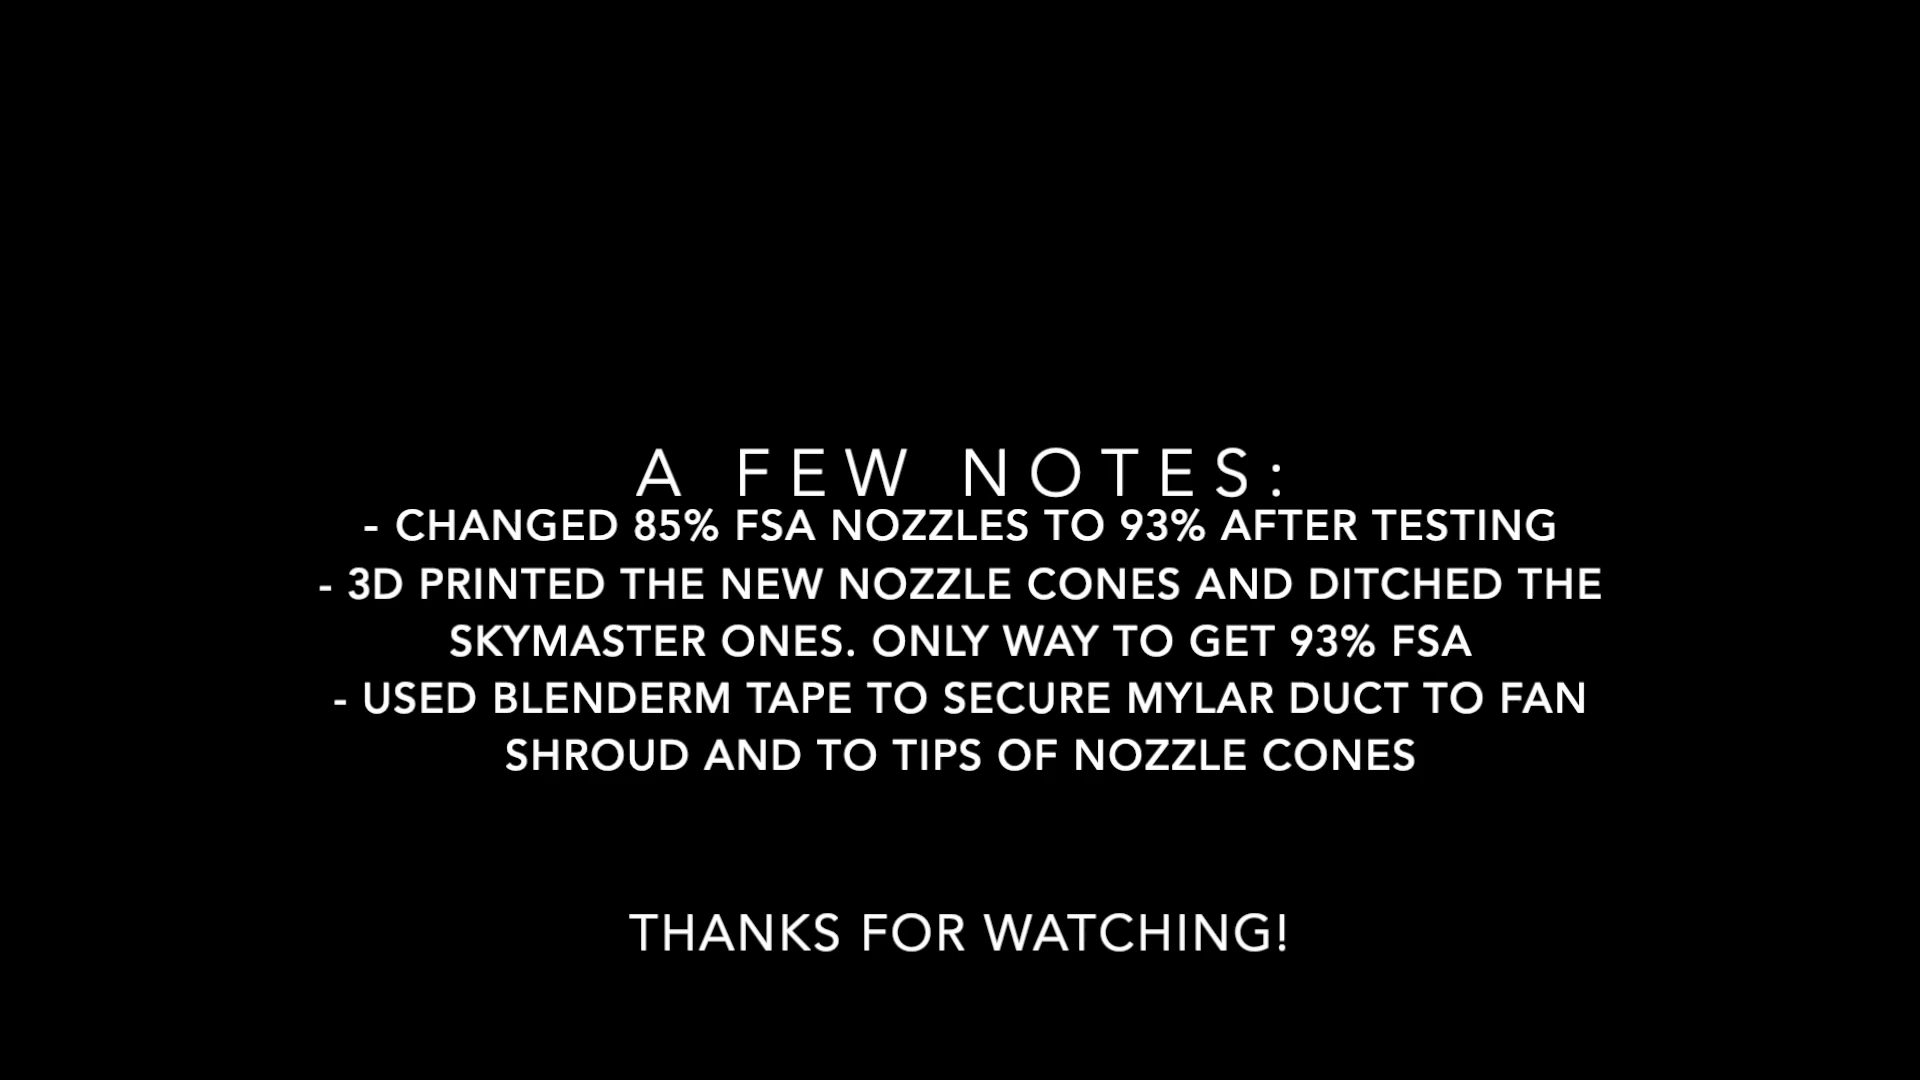 A FEW NOTES:
- CHANGED 85% FSA NOZZLES TO 93% AFTER TESTING
- 3D PRINTED THE NEW NOZZLE CONES AND DITCHED THE
SKYMASTER ONES. ONLY WAY TO GET 93% FSA
- USED BLENDERM TAPE TO SECURE MYLAR DUCT TO FAN
SHROUD AND TO TIPS OF NOZZLE CONES
THANKS FOR WATCHING!